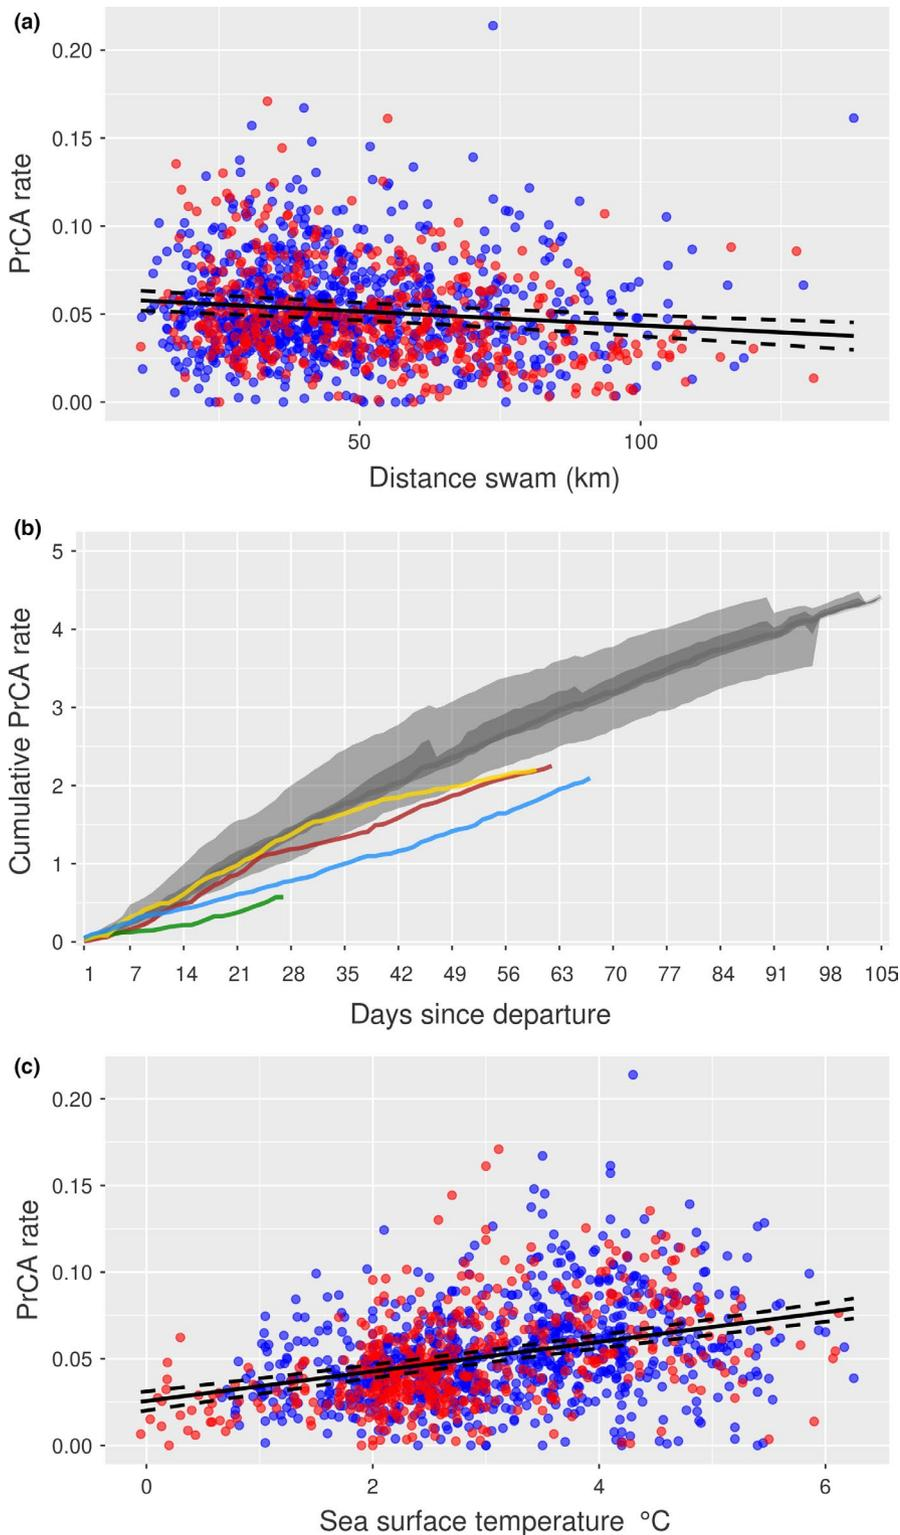 (a)
0.20
0.15
0.10
0.05
0.00
PrCA rate
50 100
Distance swam (km)
(b)
5
4
3
2
1
0
Cumulative PrCA rate
1 7 14 21 28 35 42 49 56 63 70 77 84 91 98 105
Days since departure
(c)
0.20
0.15
0.10
0.05
0.00
PrCA rate
0 2 4 6
Sea surface temperature °C